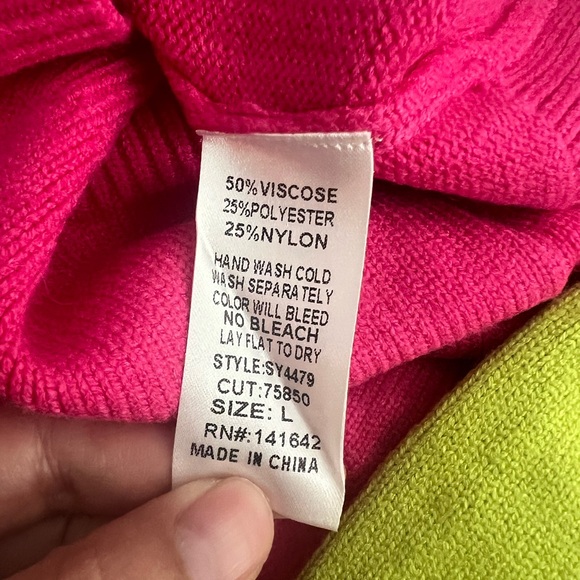 50%VISCOSE
25%POLYESTER
25%NYLON
HAND WASH COLD
WASH SEPARATELY
COLOR WILL BLEED
NO BLEACH
LAY FLAT TO DRY
STYLE:SY4479
CUT:75850
SIZE: L
RN#:141642
MADE IN CHINA